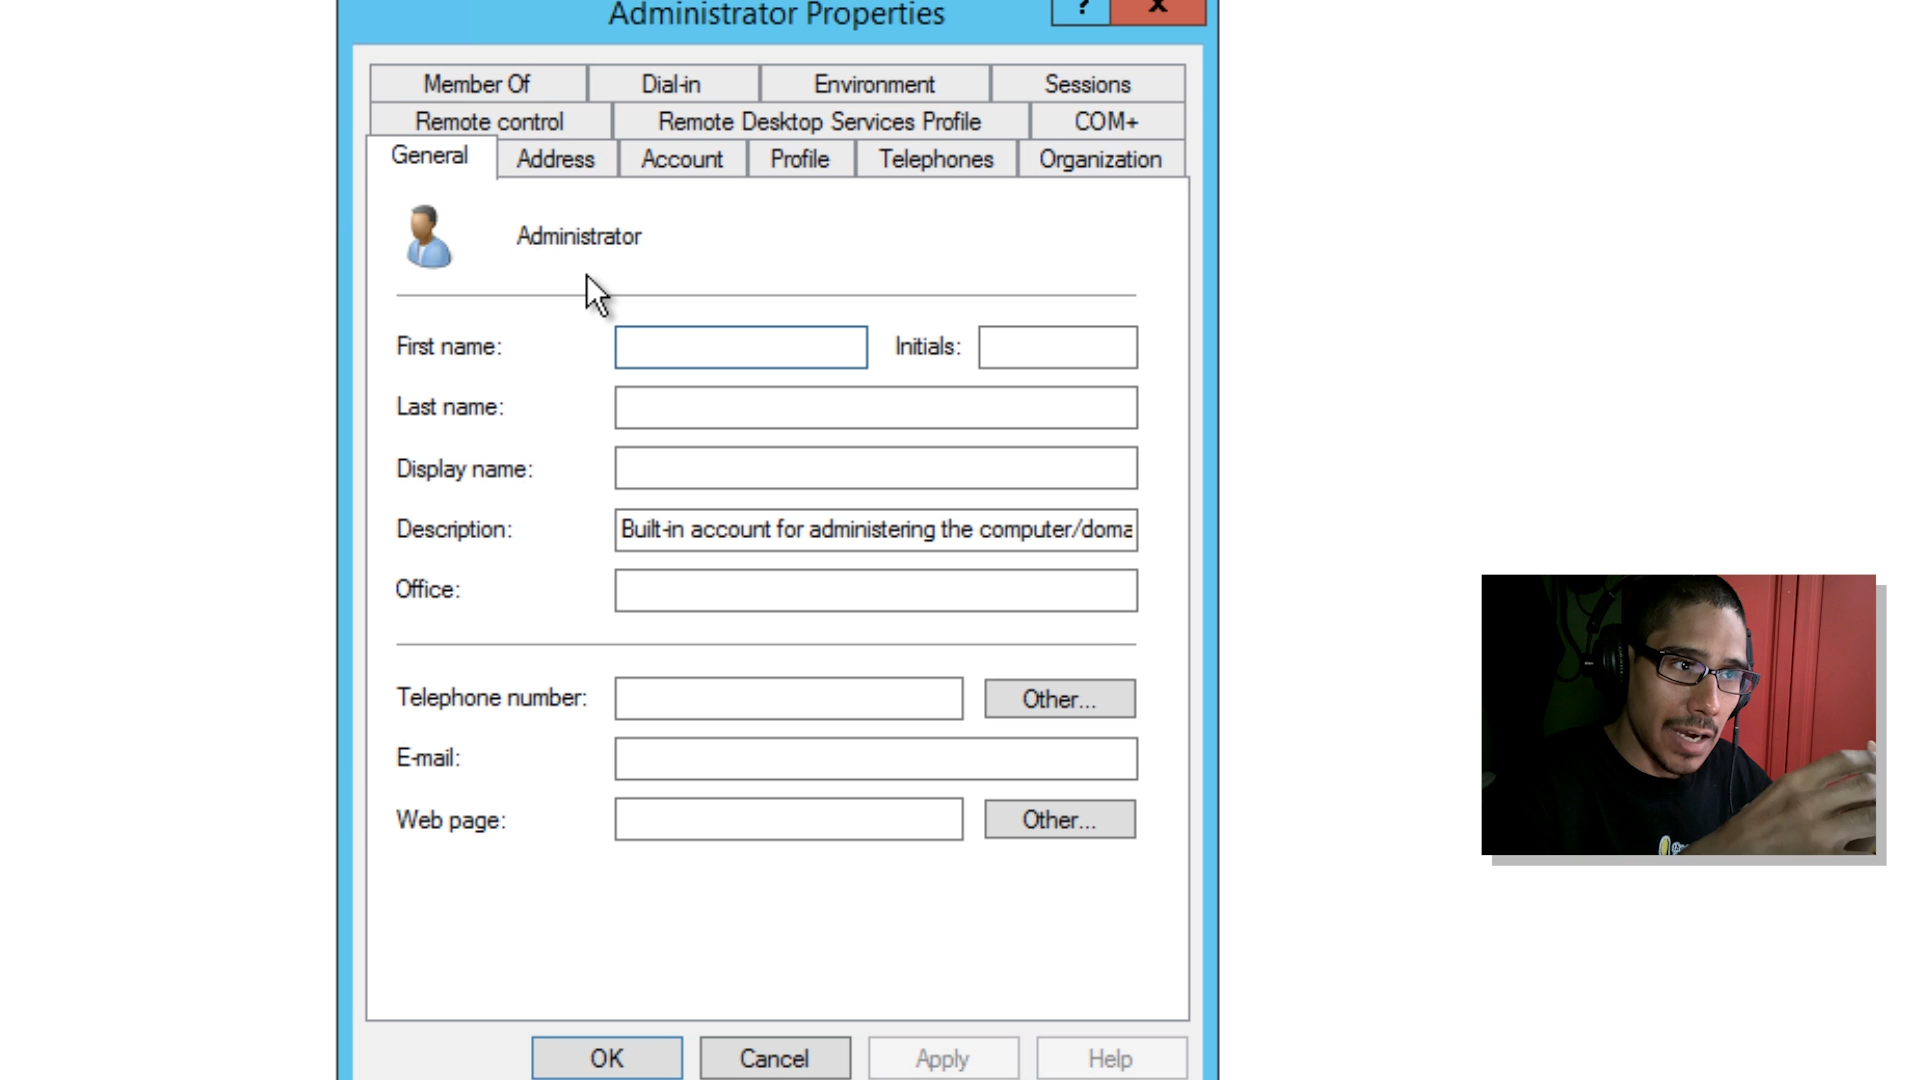 Administrator Properties
? x
Member Of Dial-in Environment Sessions
Remote control Remote Desktop Services Profile COM+
General Address Account Profile Telephones Organization
Administrator
First name: Initials:
Last name:
Display name:
Description: Built-in account for administering the computer/doma
Office:
Telephone number: Other...
E-mail:
Web page: Other...
OK Cancel Apply Help